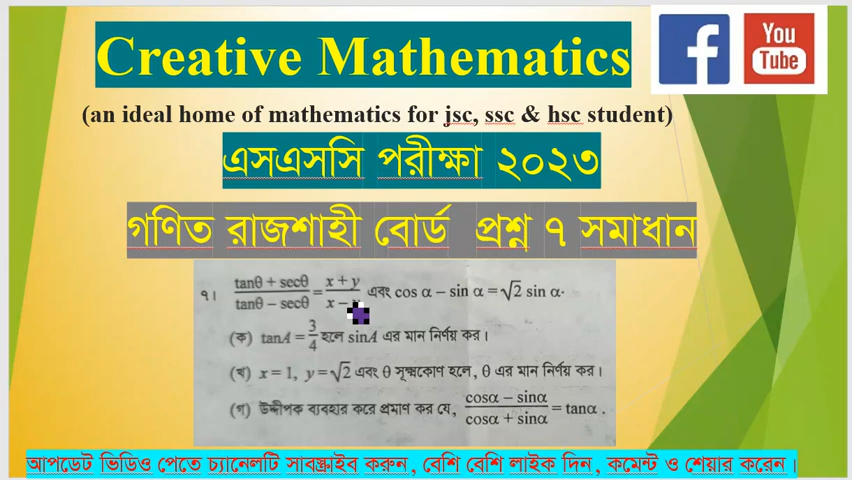 Creative Mathematics
You
Tube
(an ideal home of mathematics for jsc, ssc & hsc student)
এসএসসি পরীক্ষা ২০২৩
গণিত রাজশাহী বোর্ড প্রশ্ন ৭ সমাধান
৭। (tanθ + secθ)/(tanθ − secθ) = (x + y)/(x − এবং cos α − sin α = √2 sin α·
(ক) tanA = 3/4 হলে sinA এর মান নির্ণয় কর।
(খ) x = 1, y = √2 এবং θ সূক্ষ্মকোণ হলে, θ এর মান নির্ণয় কর।
(গ) উদ্দীপক ব্যবহার করে প্রমাণ কর যে, (cosα − sinα)/(cosα + sinα) = tanα.
আপডেট ভিডিও পেতে চ্যানেলটি সাবস্ক্রাইব করুন, বেশি বেশি লাইক দিন, কমেন্ট ও শেয়ার করেন।